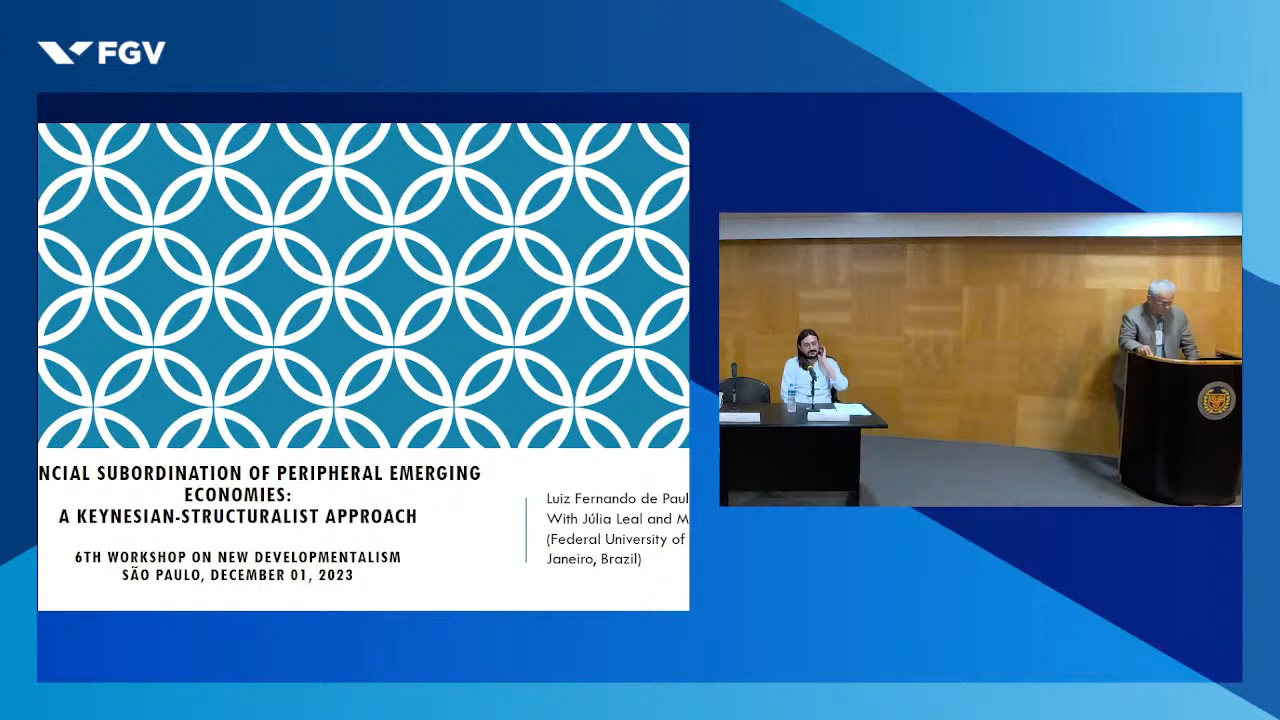 FGV
NCIAL SUBORDINATION OF PERIPHERAL EMERGING
ECONOMIES:
A KEYNESIAN-STRUCTURALIST APPROACH
6TH WORKSHOP ON NEW DEVELOPMENTALISM
SÃO PAULO, DECEMBER 01, 2023
Luiz Fernando de Paul
With Júlia Leal and M
(Federal University of
Janeiro, Brazil)